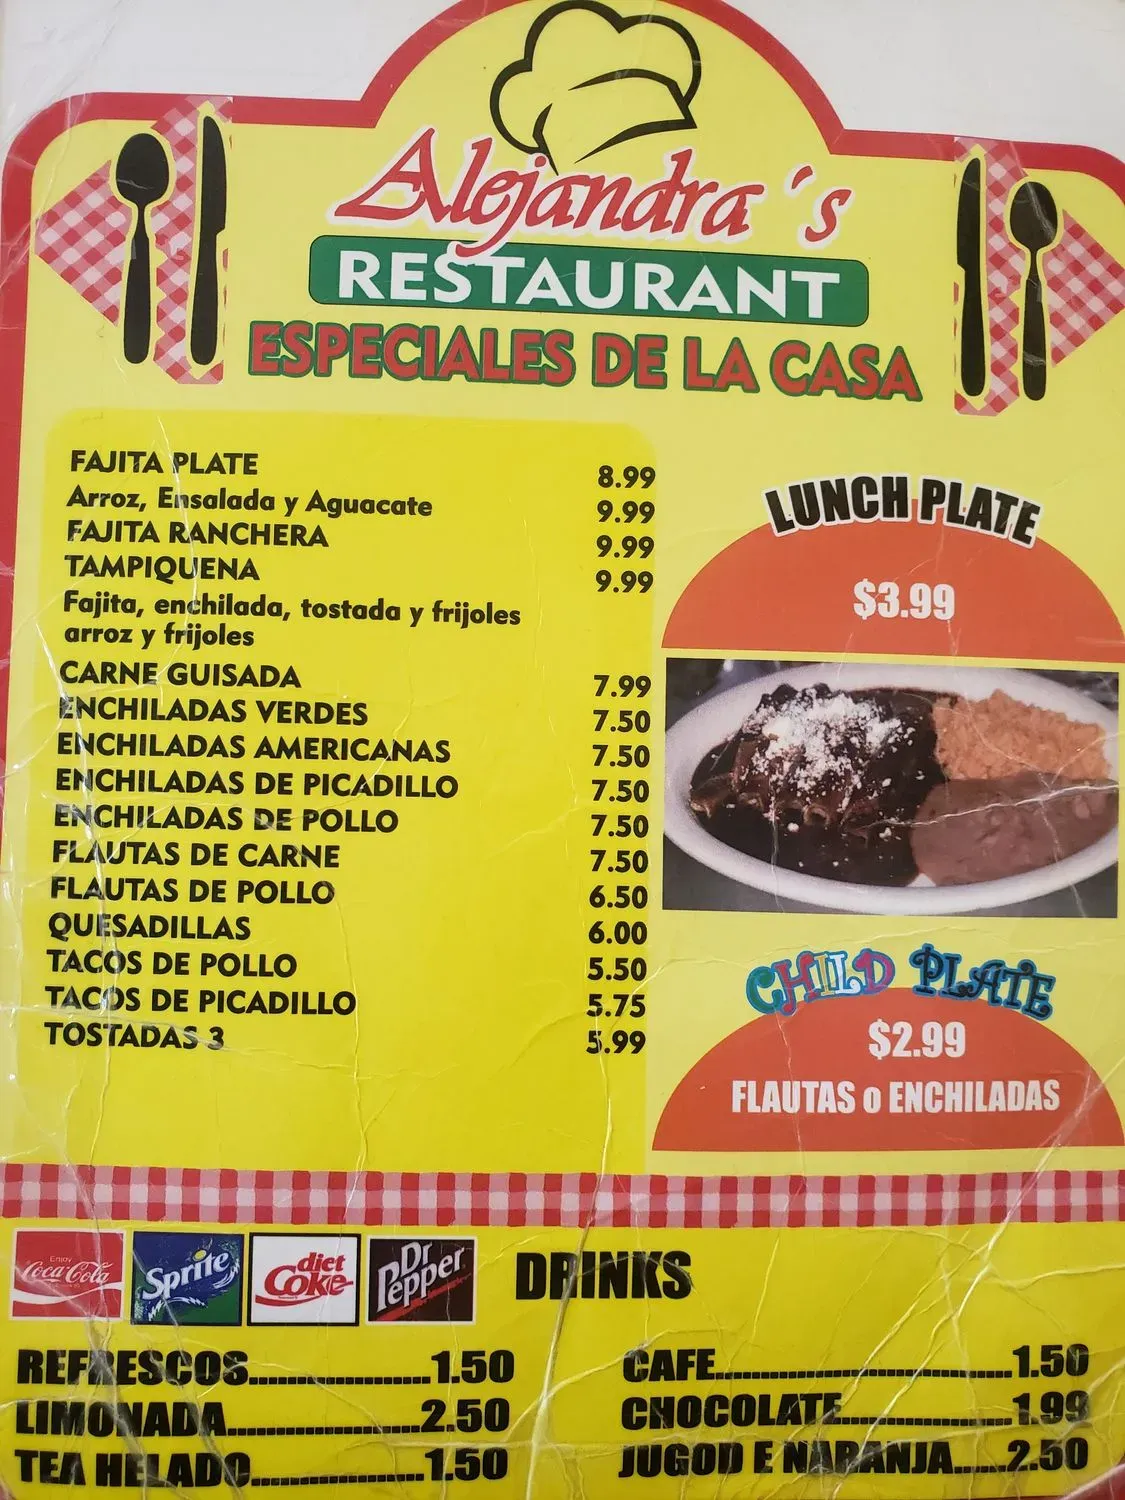 Alejandra´s
RESTAURANT
ESPECIALES DE LA CASA
FAJITA PLATE 8.99
Arroz, Ensalada y Aguacate 9.99
FAJITA RANCHERA 9.99
TAMPIQUENA 9.99
Fajita, enchilada, tostada y frijoles
arroz y frijoles
CARNE GUISADA 7.99
ENCHILADAS VERDES 7.50
ENCHILADAS AMERICANAS 7.50
ENCHILADAS DE PICADILLO 7.50
ENCHILADAS DE POLLO 7.50
FLAUTAS DE CARNE 7.50
FLAUTAS DE POLLO 6.50
QUESADILLAS 6.00
TACOS DE POLLO 5.50
TACOS DE PICADILLO 5.75
TOSTADAS 3 5.99
LUNCH PLATE
$3.99
CHILD PLATE
$2.99
FLAUTAS o ENCHILADAS
Enjoy
Coca-Cola
Sprite
diet
Coke
Dr
Pepper
DRINKS
REFRESCOS....................1.50
LIMONADA.....................2.50
TEA HELADO...................1.50
CAFE.................................1.50
CHOCOLATE...................1.99
JUGOD E NARANJA......2.50